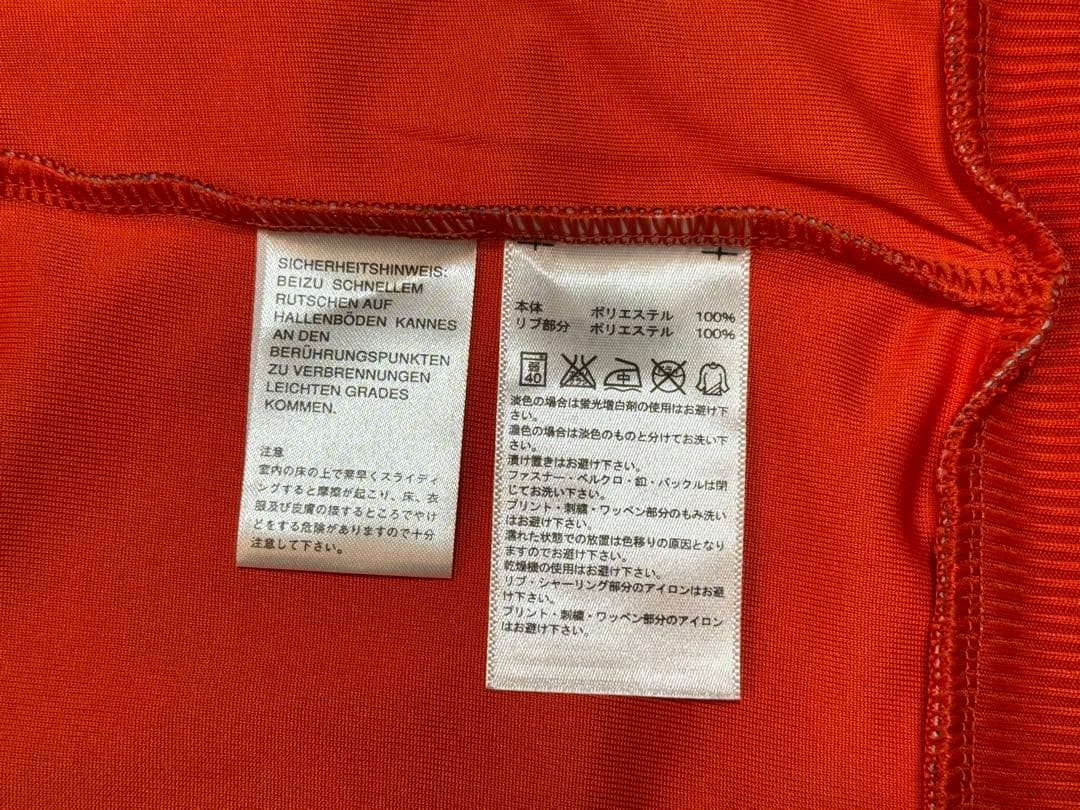 SICHERHEITSHINWEIS:
BEIZU SCHNELLEM
RUTSCHEN AUF
HALLENBÖDEN KANNES
AN DEN
BERÜHRUNGSPUNKTEN
ZU VERBRENNUNGEN
LEICHTEN GRADES
KOMMEN.
注意
室内の床の上で素早くスライディ
ングすると摩擦が起こり、床、衣
服及び皮膚の接するところでやけ
どをする危険がありますので十分
注意して下さい。
本体 ポリエステル 100%
リブ部分 ポリエステル 100%
弱 中
40
淡色の場合は蛍光増白剤の使用はお避け下
さい。
濃色の場合は淡色のものと分けてお洗い下
さい。
漬け置きはお避け下さい。
ファスナー・ベルクロ・釦・バックルは閉
じてお洗い下さい。
プリント・刺繍・ワッペン部分のもみ洗い
はお避け下さい。
濡れた状態での放置は色移りの原因となり
ますのでお避け下さい。
乾燥機の使用はお避け下さい。
リブ・シャーリング部分のアイロンはお避
け下さい。
プリント・刺繍・ワッペン部分のアイロン
はお避け下さい。